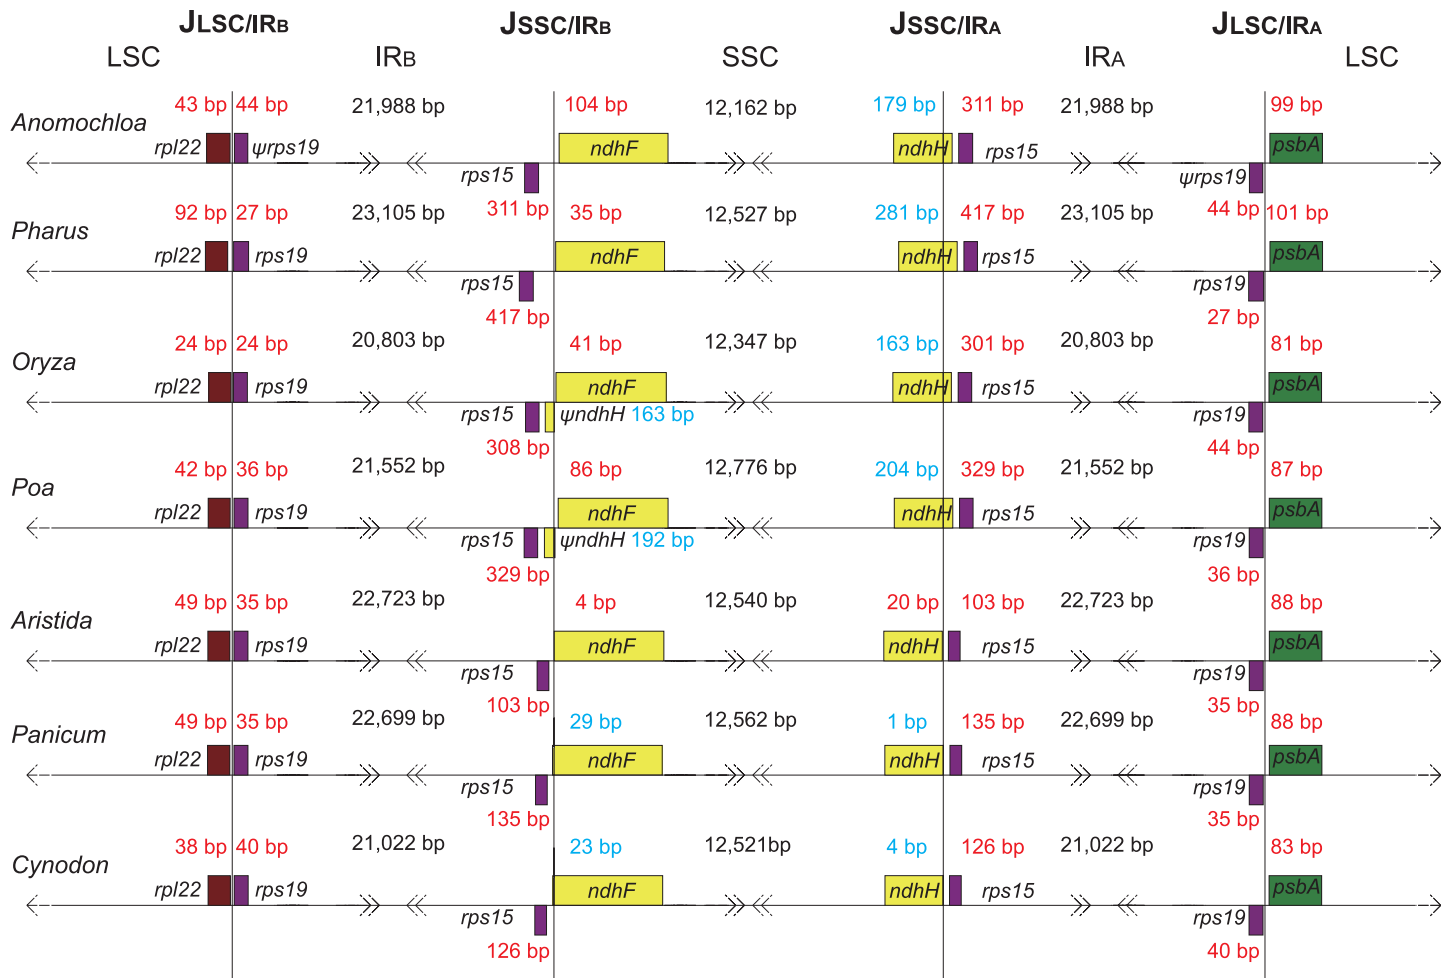 JLSC/IRB JSSC/IRB JSSC/IRA JLSC/IRA
LSC IRB SSC IRA LSC
43 bp 44 bp 21,988 bp 104 bp 12,162 bp 179 bp 311 bp 21,988 bp 99 bp
Anomochloa
rpl22 ψrps19 ndhF ndhH rps15 psbA
rps15 ψrps19
311 bp 44 bp
92 bp 27 bp 23,105 bp 35 bp 12,527 bp 281 bp 417 bp 23,105 bp 101 bp
Pharus
rpl22 rps19 ndhF ndhH rps15 psbA
rps15 rps19
417 bp 27 bp
24 bp 24 bp 20,803 bp 41 bp 12,347 bp 163 bp 301 bp 20,803 bp 81 bp
Oryza
rpl22 rps19 ndhF ndhH rps15 psbA
rps15 ψndhH 163 bp rps19
308 bp 44 bp
42 bp 36 bp 21,552 bp 86 bp 12,776 bp 204 bp 329 bp 21,552 bp 87 bp
Poa
rpl22 rps19 ndhF ndhH rps15 psbA
rps15 ψndhH 192 bp rps19
329 bp 36 bp
49 bp 35 bp 22,723 bp 4 bp 12,540 bp 20 bp 103 bp 22,723 bp 88 bp
Aristida
rpl22 rps19 ndhF ndhH rps15 psbA
rps15 rps19
103 bp 35 bp
49 bp 35 bp 22,699 bp 29 bp 12,562 bp 1 bp 135 bp 22,699 bp 88 bp
Panicum
rpl22 rps19 ndhF ndhH rps15 psbA
rps15 rps19
135 bp 35 bp
38 bp 40 bp 21,022 bp 23 bp 12,521bp 4 bp 126 bp 21,022 bp 83 bp
Cynodon
rpl22 rps19 ndhF ndhH rps15 psbA
rps15 rps19
126 bp 40 bp